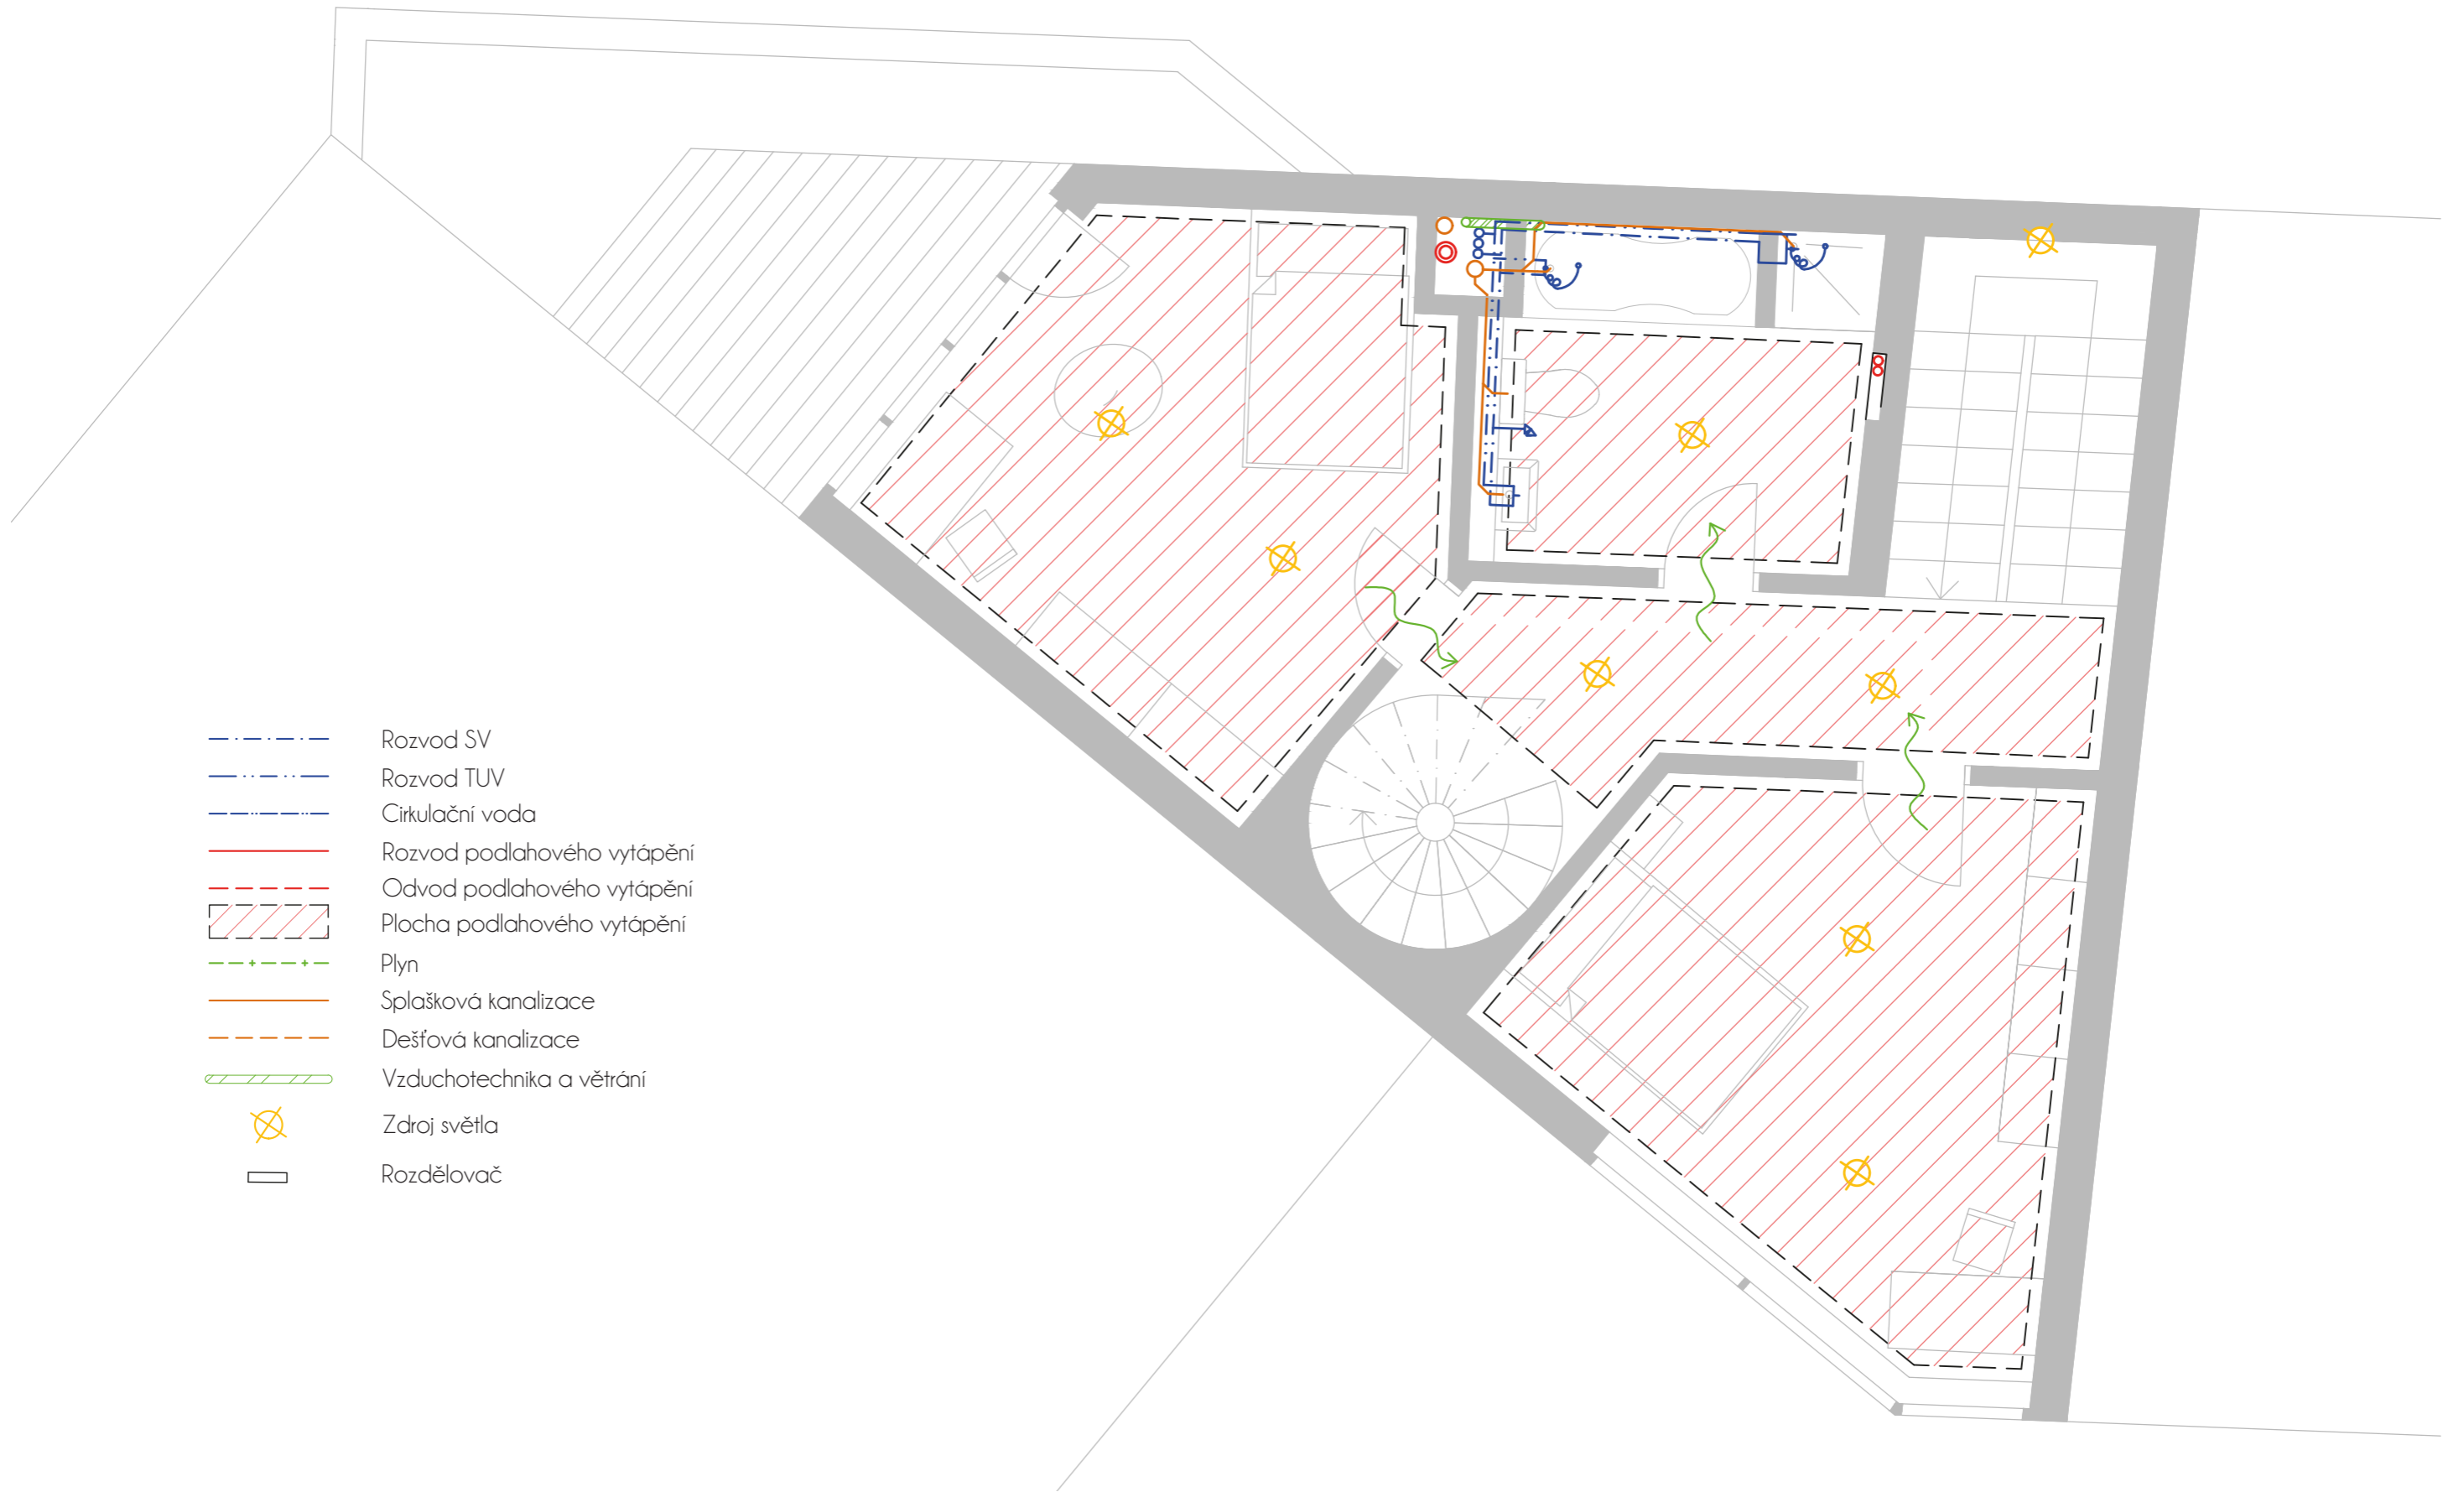 Rozvod SV
Rozvod TUV
Cirkulační voda
Rozvod podlahového vytápění
Odvod podlahového vytápění
Plocha podlahového vytápění
Plyn
Splašková kanalizace
Dešťová kanalizace
Vzduchotechnika a větrání
Zdroj světla
Rozdělovač